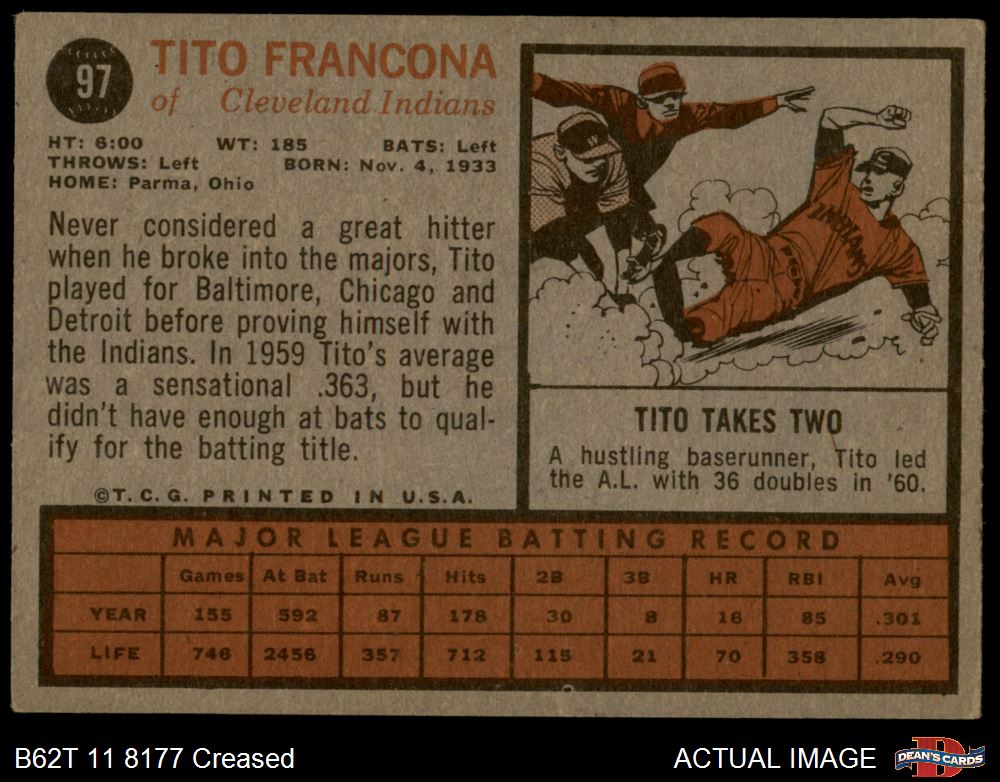 97
TITO FRANCONA
of Cleveland Indians
HT: 6:00 WT: 185 BATS: Left
THROWS: Left BORN: Nov. 4, 1933
HOME: Parma, Ohio
Never considered a great hitter
when he broke into the majors, Tito
played for Baltimore, Chicago and
Detroit before proving himself with
the Indians. In 1959 Tito's average
was a sensational .363, but he
didn't have enough at bats to qual-
ify for the batting title.
©T.C.G. PRINTED IN U.S.A.
INDIANS
TITO TAKES TWO
A hustling baserunner, Tito led
the A.L. with 36 doubles in '60.
MAJOR LEAGUE BATTING RECORD
Games At Bat Runs Hits 2B 3B HR RBI Avg
YEAR 155 592 87 178 30 8 16 85 .301
LIFE 746 2456 357 712 115 21 70 358 .290
B62T 11 8177 Creased
ACTUAL IMAGE
D
DEAN'S CARDS